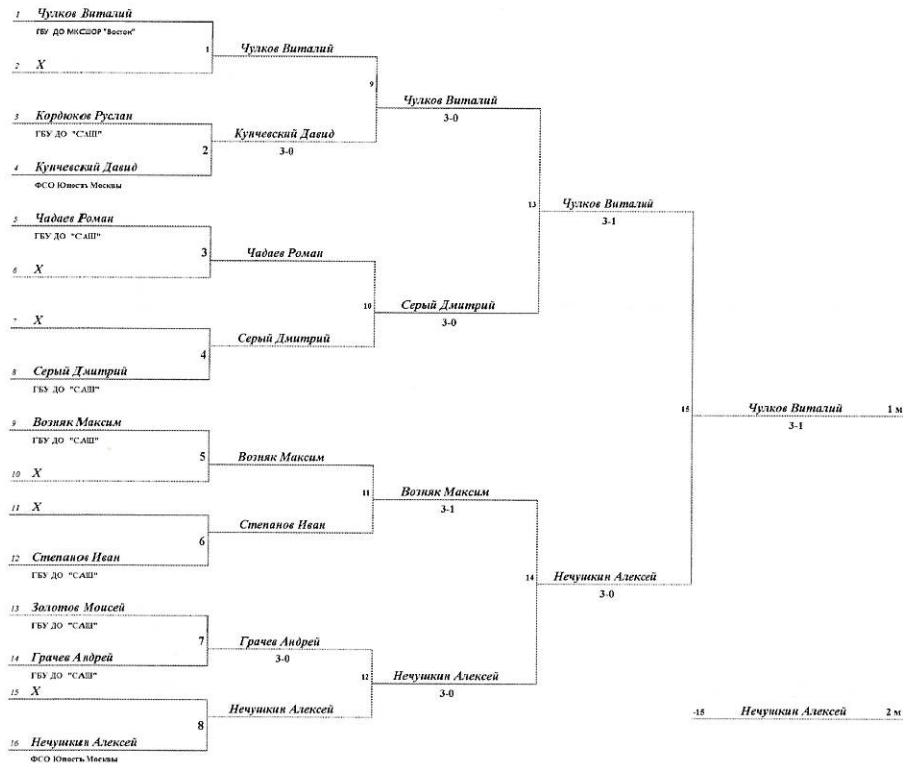 1 Чулков Виталий
ГБУ ДО МКСШОР "Восток"
1 Чулков Виталий
2 X
9
Чулков Виталий
3-0
3 Кордюков Руслан
ГБУ ДО "САШ"
2 Кунчевский Давид
3-0
4 Кунчевский Давид
ФСО Юность Москвы
13 Чулков Виталий
3-1
5 Чадаев Роман
ГБУ ДО "САШ"
3 Чадаев Роман
6 X
10 Серый Дмитрий
3-0
7 X
4 Серый Дмитрий
8 Серый Дмитрий
ГБУ ДО "САШ"
15 Чулков Виталий 1 м
3-1
9 Возняк Максим
ГБУ ДО "САШ"
5 Возняк Максим
10 X
11 Возняк Максим
3-1
11 X
6 Степанов Иван
12 Степанов Иван
ГБУ ДО "САШ"
14 Нечушкин Алексей
3-0
13 Золотов Моисей
ГБУ ДО "САШ"
7 Грачев Андрей
3-0
14 Грачев Андрей
ГБУ ДО "САШ"
12 Нечушкин Алексей
3-0
15 X
8 Нечушкин Алексей
-15 Нечушкин Алексей 2 м
16 Нечушкин Алексей
ФСО Юность Москвы